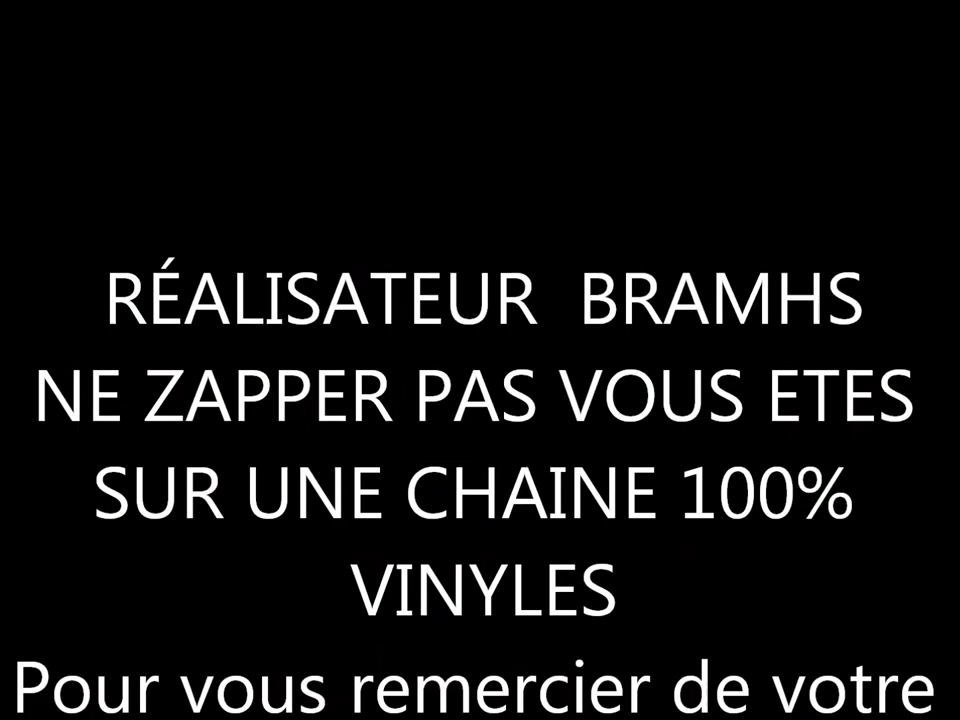 RÉALISATEUR BRAMHS
NE ZAPPER PAS VOUS ETES
SUR UNE CHAINE 100%
VINYLES
Pour vous remercier de votre